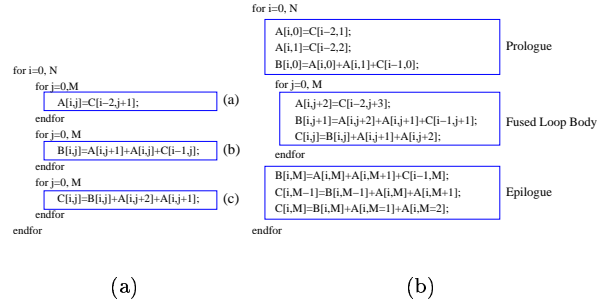 for i=0, N
for j=0,M
A[i,j]=C[i−2,j+1];
(a)
endfor
for j=0, M
B[i,j]=A[i,j+1]+A[i,j]+C[i−1,j];
(b)
endfor
for j=0, M
C[i,j]=B[i,j]+A[i,j+2]+A[i,j+1];
(c)
endfor
endfor
(a)
for i=0, N
A[i,0]=C[i−2,1];
A[i,1]=C[i−2,2];
B[i,0]=A[i,0]+A[i,1]+C[i−1,0];
Prologue
for j=0, M
A[i,j+2]=C[i−2,j+3];
B[i,j+1]=A[i,j+2]+A[i,j+1]+C[i−1,j+1];
C[i,j]=B[i,j]+A[i,j+1]+A[i,j+2];
Fused Loop Body
endfor
B[i,M]=A[i,M]+A[i,M+1]+C[i−1,M];
C[i,M−1]=B[i,M−1]+A[i,M]+A[i,M+1];
C[i,M]=B[i,M]+A[i,M=1]+A[i,M=2];
Epilogue
endfor
(b)